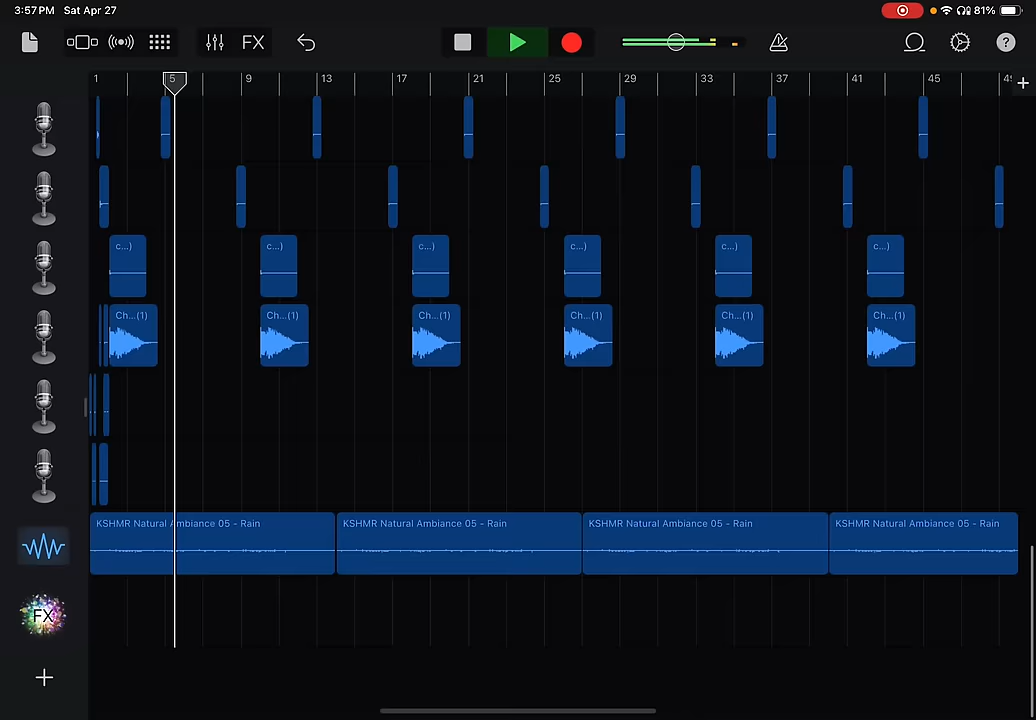 3:57 PM Sat Apr 27
81%
FX
?
1 5 9 13 17 21 25 29 33 37 41 45
c...) c...) c...) c...) c...) c...)
Ch...(1) Ch...(1) Ch...(1) Ch...(1) Ch...(1) Ch...(1)
KSHMR Natural Ambiance 05 - Rain KSHMR Natural Ambiance 05 - Rain KSHMR Natural Ambiance 05 - Rain KSHMR Natural Ambiance 05 - Rain
FX